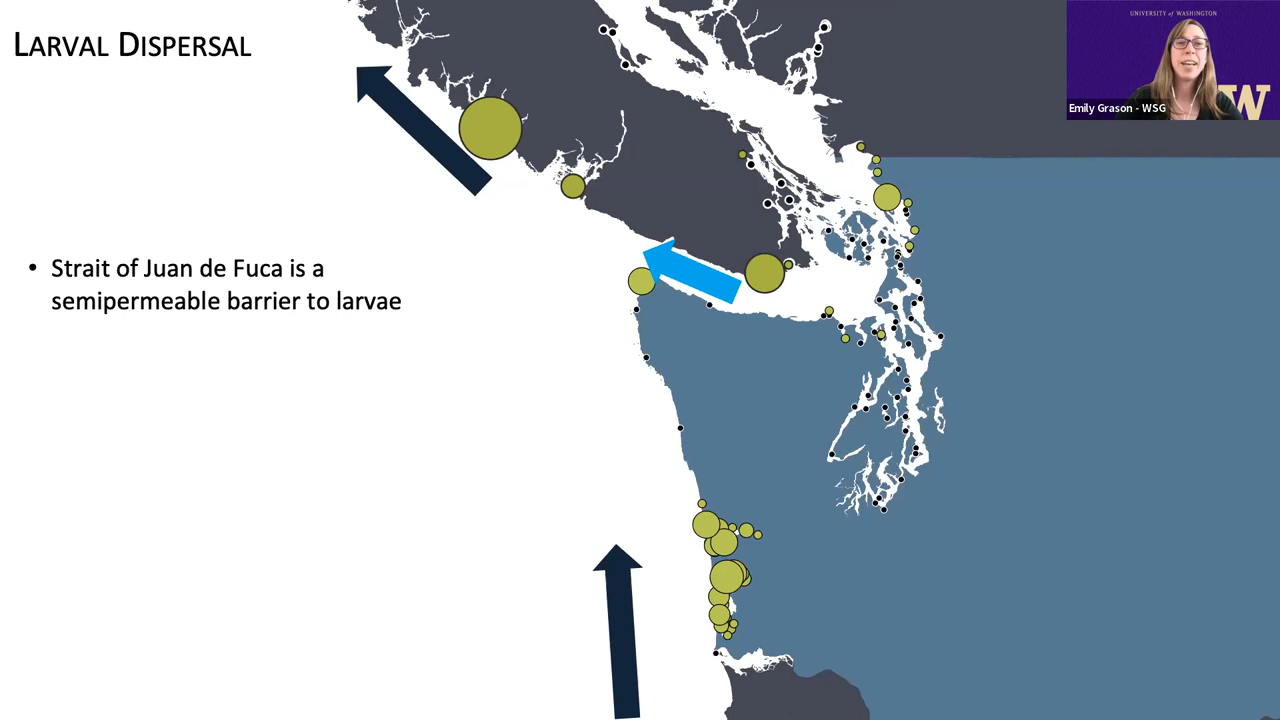 LARVAL DISPERSAL
UNIVERSITY of WASHINGTON
W
Emily Grason - WSG
• Strait of Juan de Fuca is a
semipermeable barrier to larvae